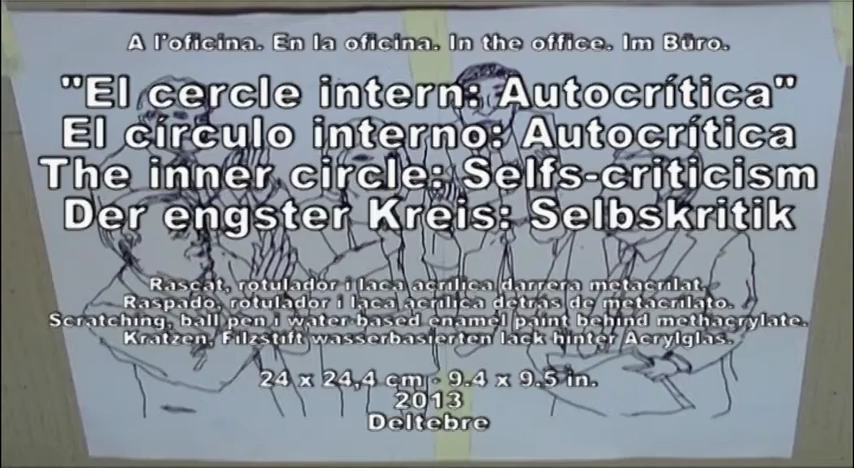 A l'oficina. En la oficina. In the office. Im Büro.
"El cercle intern: Autocrítica"
El círculo interno: Autocrítica
The inner circle: Selfs-criticism
Der engster Kreis: Selbskritik
Rascat, rotulador i laca acrílica darrera metacrilat.
Raspado, rotulador i laca acrílica detrás de metacrilato.
Scratching, ball pen i water-based enamel paint behind methacrylate.
Kratzen, Filzstift wasserbasierten lack hinter Acrylglas.
24 x 24,4 cm - 9.4 x 9.5 in.
2013
Deltebre